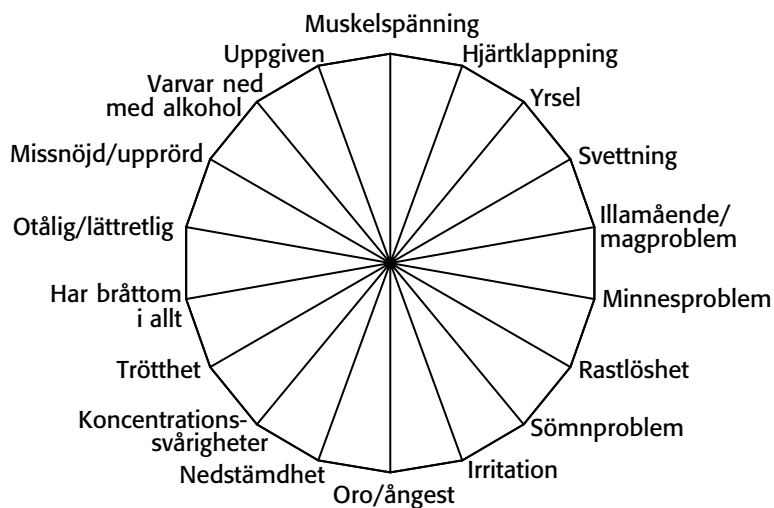 Muskelspänning
Hjärtklappning
Yrsel
Svettning
Illamående/
magproblem
Minnesproblem
Rastlöshet
Sömnproblem
Irritation
Oro/ångest
Nedstämdhet
Koncentrations-
svårigheter
Trötthet
Har bråttom
i allt
Otålig/lättretlig
Missnöjd/upprörd
Varvar ned
med alkohol
Uppgiven